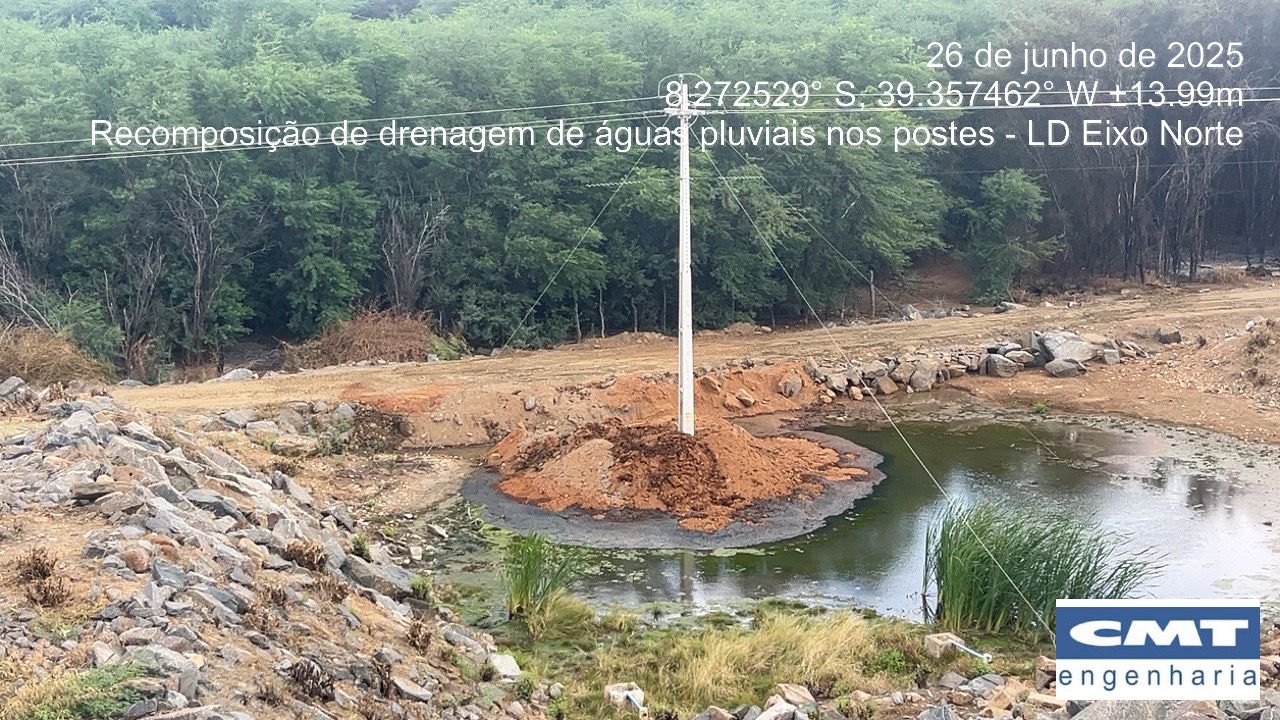 26 de junho de 2025
8.272529° S, 39.357462° W ±13.99m
Recomposição de drenagem de águas pluviais nos postes - LD Eixo Norte
CMT
engenharia